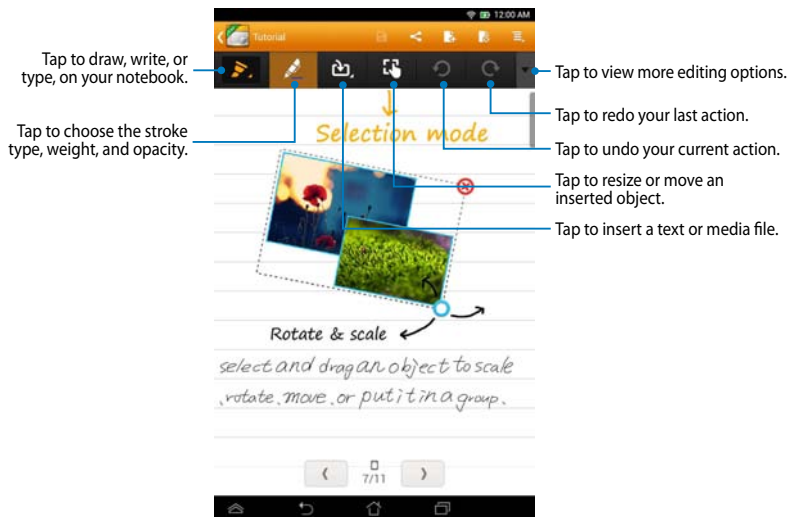 12:00 AM
Tutorial
Tap to draw, write, or
type, on your notebook.
Tap to choose the stroke
type, weight, and opacity.
Tap to view more editing options.
Tap to redo your last action.
Tap to undo your current action.
Tap to resize or move an
inserted object.
Tap to insert a text or media file.
Selection mode
Rotate & scale
select and drag an object to scale
,rotate, move, or put it in a group.
7/11